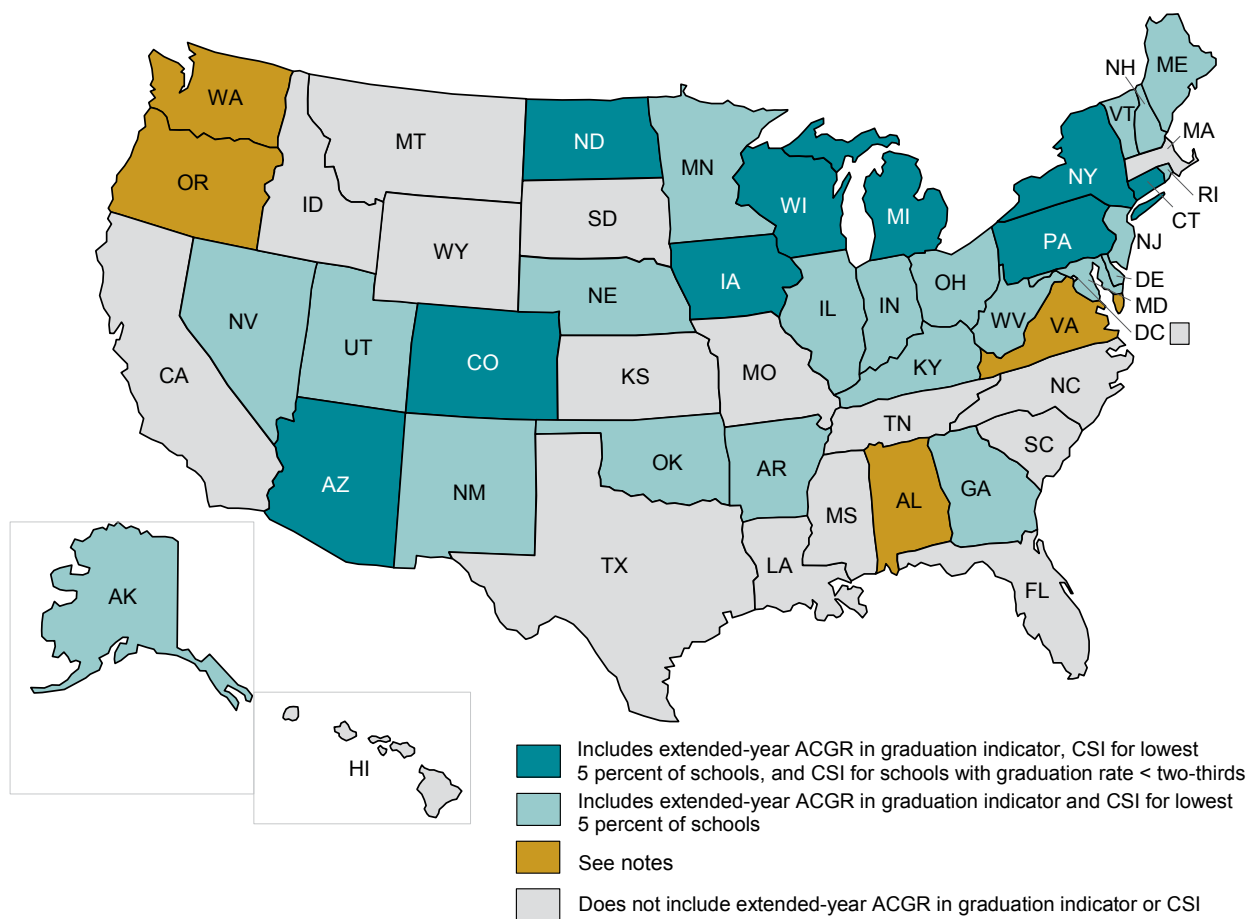 ME
NH
VT
WA
MA
MT
ND
MN
OR
NY
RI
ID
WI
MI
CT
SD
WY
PA
NJ
IA
DE
NE
OH
MD
IL
IN
NV
WV
VA
DC
UT
CO
KY
CA
KS
MO
NC
TN
SC
OK
AR
AZ
NM
GA
AL
MS
TX
LA
FL
AK
HI
Includes extended-year ACGR in graduation indicator, CSI for lowest
5 percent of schools, and CSI for schools with graduation rate < two-thirds
Includes extended-year ACGR in graduation indicator and CSI for lowest
5 percent of schools
See notes
Does not include extended-year ACGR in graduation indicator or CSI